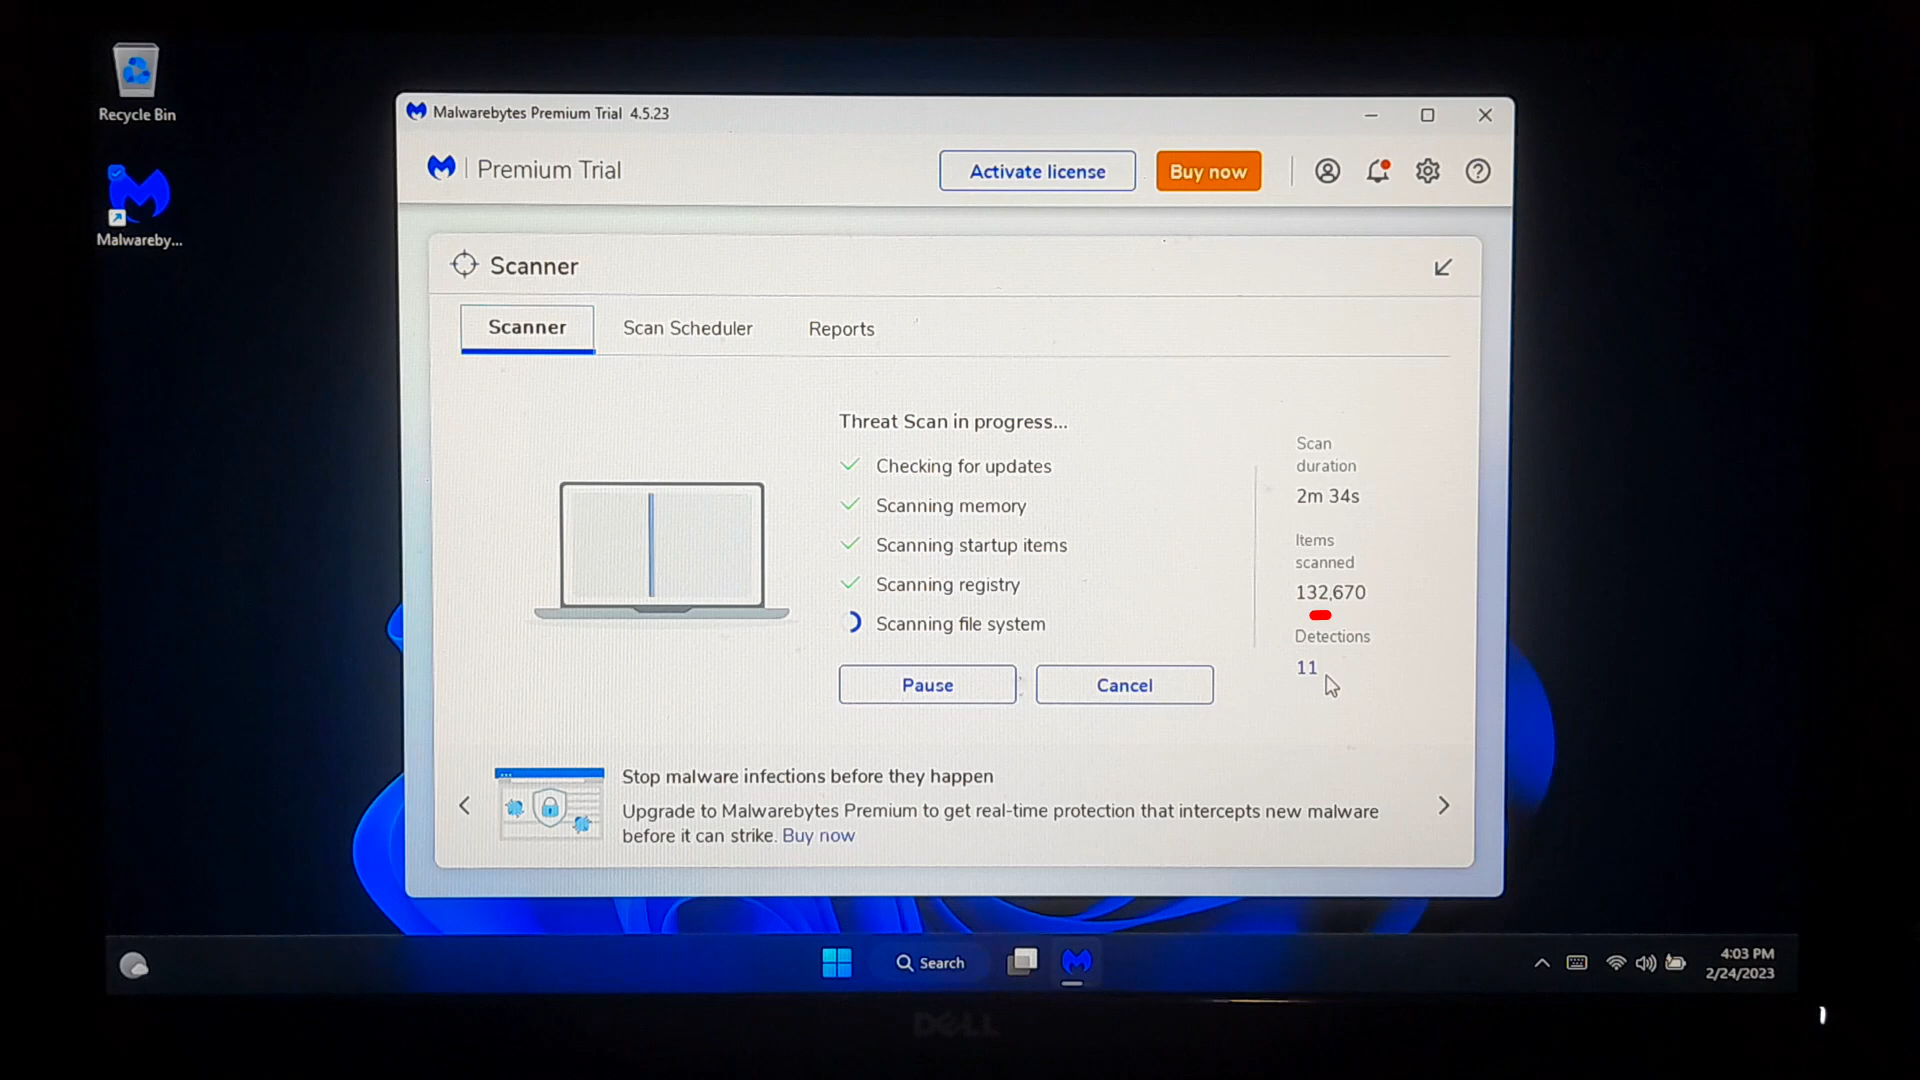 Recycle Bin
Malwareby...
Malwarebytes Premium Trial 4.5.23
Premium Trial
Activate license
Buy now
Scanner
Scanner
Scan Scheduler
Reports
Threat Scan in progress...
Checking for updates
Scanning memory
Scanning startup items
Scanning registry
Scanning file system
Pause
Cancel
Scan
duration
2m 34s
Items
scanned
132,670
Detections
11
Stop malware infections before they happen
Upgrade to Malwarebytes Premium to get real-time protection that intercepts new malware
before it can strike. Buy now
Search
4:03 PM
2/24/2023
DELL